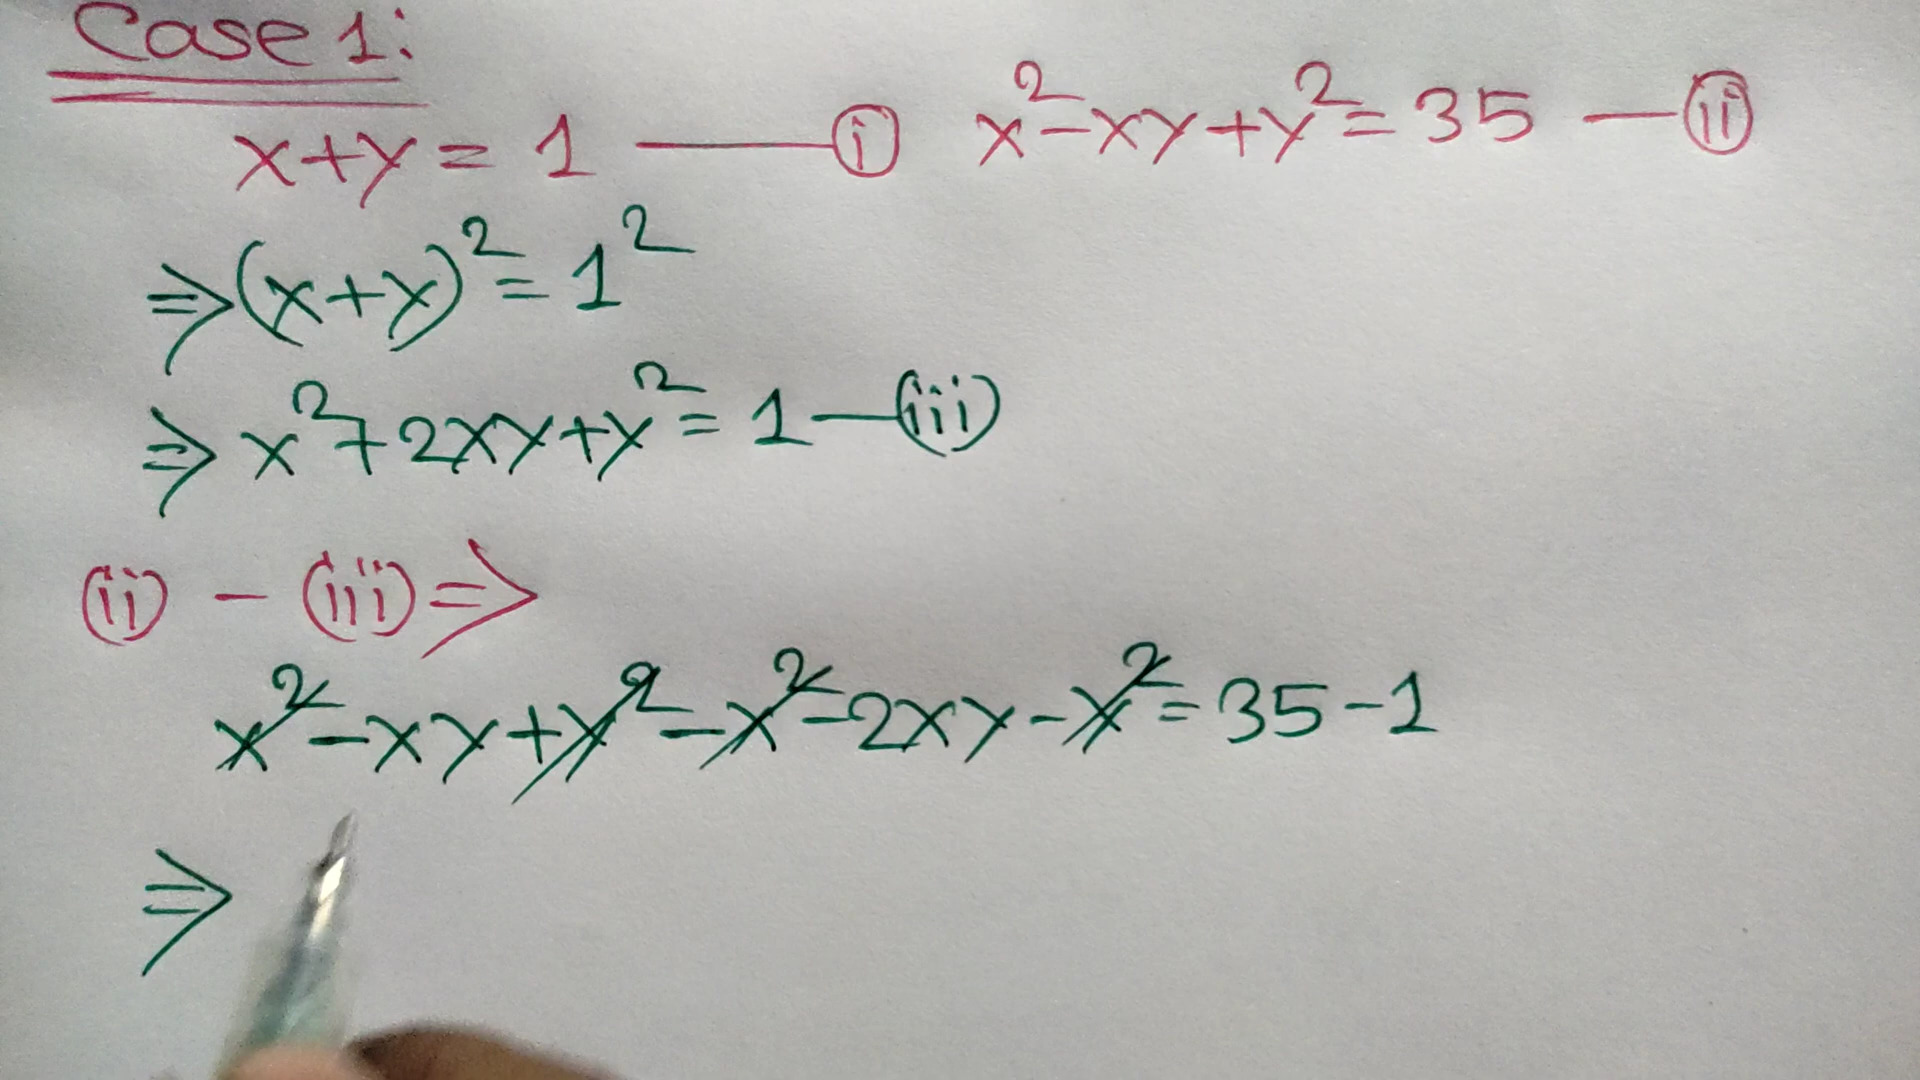 Case 1:
x+y = 1 —— (i) x²-xy+y² = 35 — (ii)
⇒ (x+y)² = 1²
⇒ x²+2xy+y² = 1 — (iii)
(ii) - (iii) ⇒
x²-xy+y²-x²-2xy-y² = 35-1
⇒